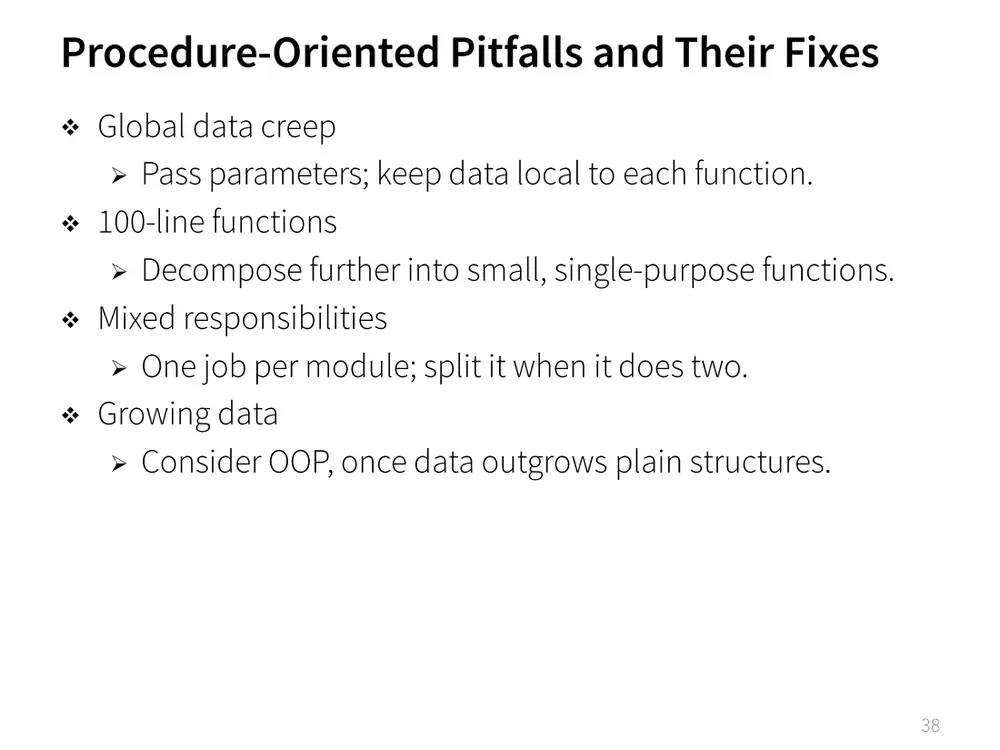 Procedure-Oriented Pitfalls and Their Fixes
❖ Global data creep
➢ Pass parameters; keep data local to each function.
❖ 100-line functions
➢ Decompose further into small, single-purpose functions.
❖ Mixed responsibilities
➢ One job per module; split it when it does two.
❖ Growing data
➢ Consider OOP, once data outgrows plain structures.
38